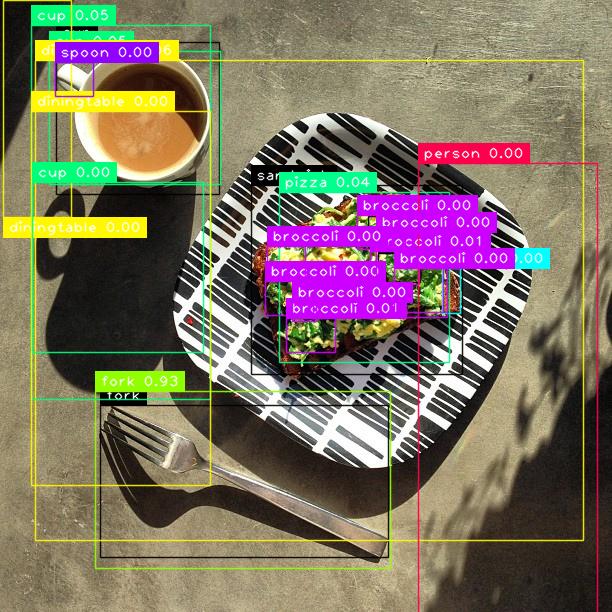 cup 0.05
spoon 0.00
diningtable 0.00
person 0.00
cup 0.00
pizza 0.04
broccoli 0.00
broccoli 0.00
diningtable 0.00
broccoli 0.00
broccoli 0.01
broccoli 0.00
broccoli 0.00
broccoli 0.00
broccoli 0.01
fork 0.93
fork